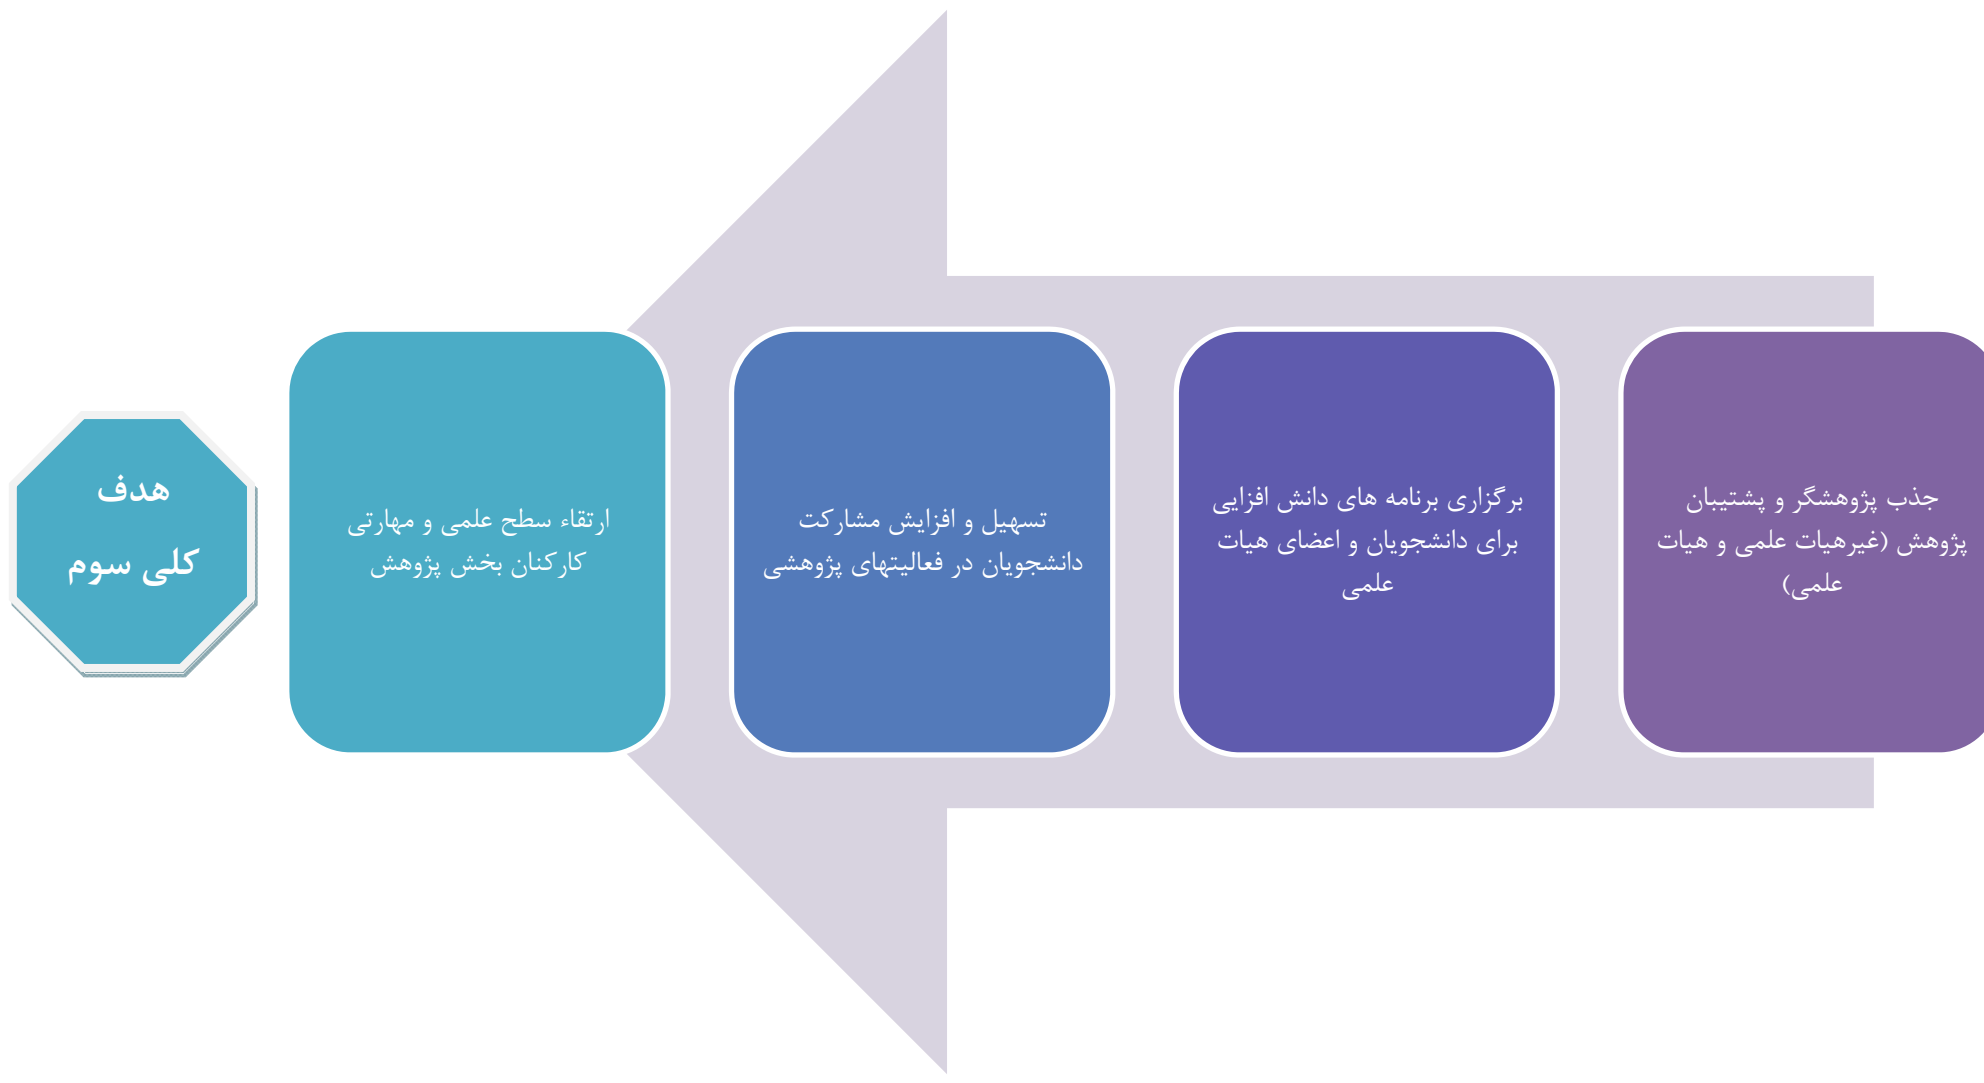 جذب پژوهشگر و پشتیبان
پژوهش (غیرهیات علمی و هیات
علمی)
برگزاری برنامه های دانش افزایی
برای دانشجویان و اعضای هیات
علمی
تسهیل و افزایش مشارکت
دانشجویان در فعالیتهای پژوهشی
ارتقاء سطح علمی و مهارتی
کارکنان بخش پژوهش
هدف
کلی سوم